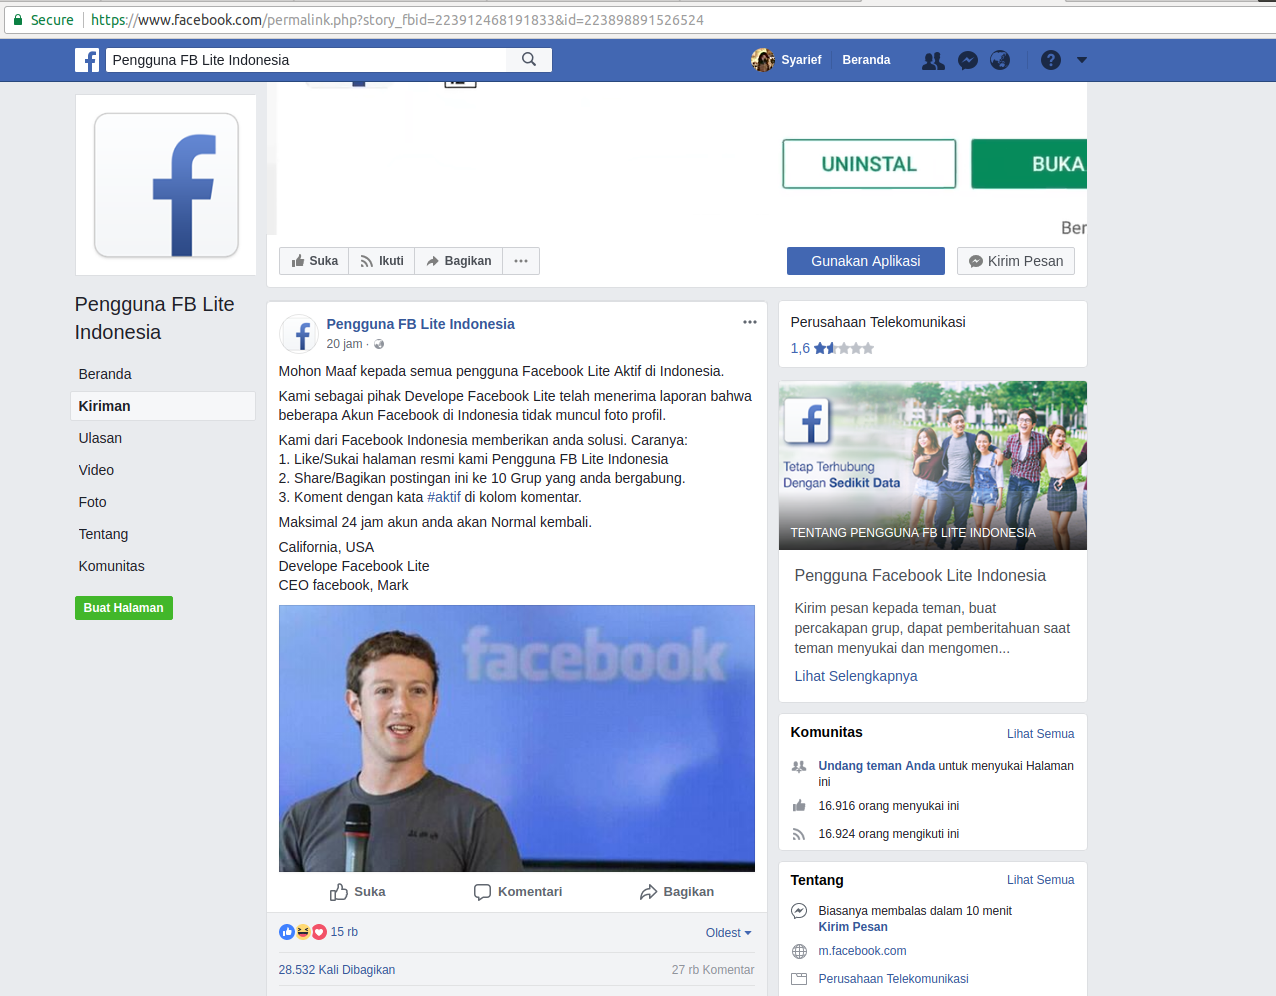 Secure https://www.facebook.com/permalink.php?story_fbid=223912468191833&id=223898891526524
Pengguna FB Lite Indonesia
Syarief Beranda
UNINSTAL
BUKA
Ber
Suka Ikuti Bagikan
Gunakan Aplikasi Kirim Pesan
Pengguna FB Lite
Indonesia
Beranda
Kiriman
Ulasan
Video
Foto
Tentang
Komunitas
Buat Halaman
Pengguna FB Lite Indonesia
20 jam ·
Mohon Maaf kepada semua pengguna Facebook Lite Aktif di Indonesia.
Kami sebagai pihak Develope Facebook Lite telah menerima laporan bahwa
beberapa Akun Facebook di Indonesia tidak muncul foto profil.
Kami dari Facebook Indonesia memberikan anda solusi. Caranya:
1. Like/Sukai halaman resmi kami Pengguna FB Lite Indonesia
2. Share/Bagikan postingan ini ke 10 Grup yang anda bergabung.
3. Koment dengan kata #aktif di kolom komentar.
Maksimal 24 jam akun anda akan Normal kembali.
California, USA
Develope Facebook Lite
CEO facebook, Mark
facebook
Suka Komentari Bagikan
15 rb
Oldest
28.532 Kali Dibagikan
27 rb Komentar
Perusahaan Telekomunikasi
1,6
Tetap Terhubung
Dengan Sedikit Data
TENTANG PENGGUNA FB LITE INDONESIA
Pengguna Facebook Lite Indonesia
Kirim pesan kepada teman, buat
percakapan grup, dapat pemberitahuan saat
teman menyukai dan mengomen...
Lihat Selengkapnya
Komunitas
Lihat Semua
Undang teman Anda untuk menyukai Halaman
ini
16.916 orang menyukai ini
16.924 orang mengikuti ini
Tentang
Lihat Semua
Biasanya membalas dalam 10 menit
Kirim Pesan
m.facebook.com
Perusahaan Telekomunikasi